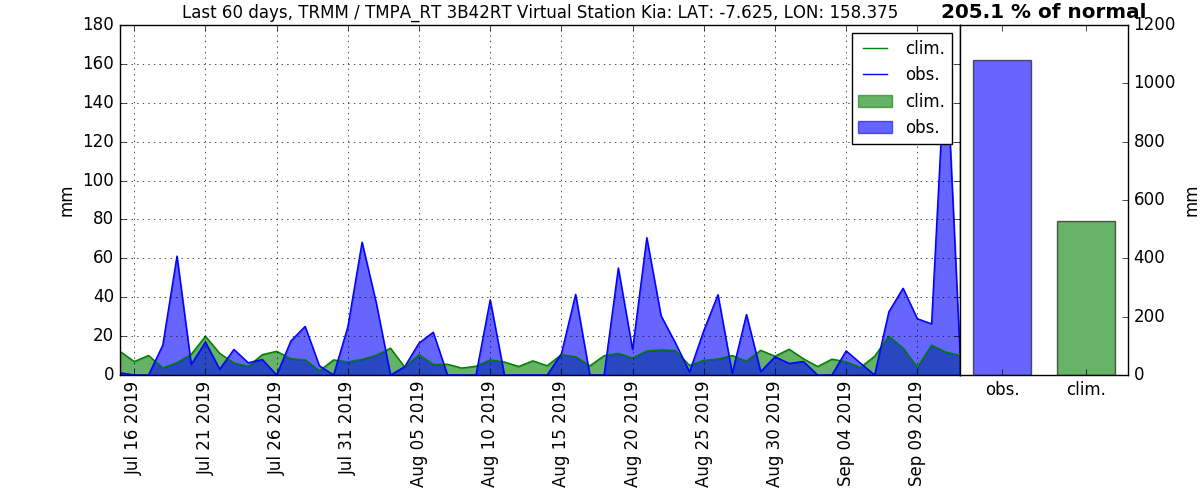 Last 60 days, TRMM / TMPA_RT 3B42RT Virtual Station Kia: LAT: -7.625, LON: 158.375
205.1 % of normal
180
160
140
120
100
80
60
40
20
0
mm
clim.
obs.
clim.
obs.
Jul 16 2019
Jul 21 2019
Jul 26 2019
Jul 31 2019
Aug 05 2019
Aug 10 2019
Aug 15 2019
Aug 20 2019
Aug 25 2019
Aug 30 2019
Sep 04 2019
Sep 09 2019
1200
1000
800
600
400
200
0
mm
obs.
clim.